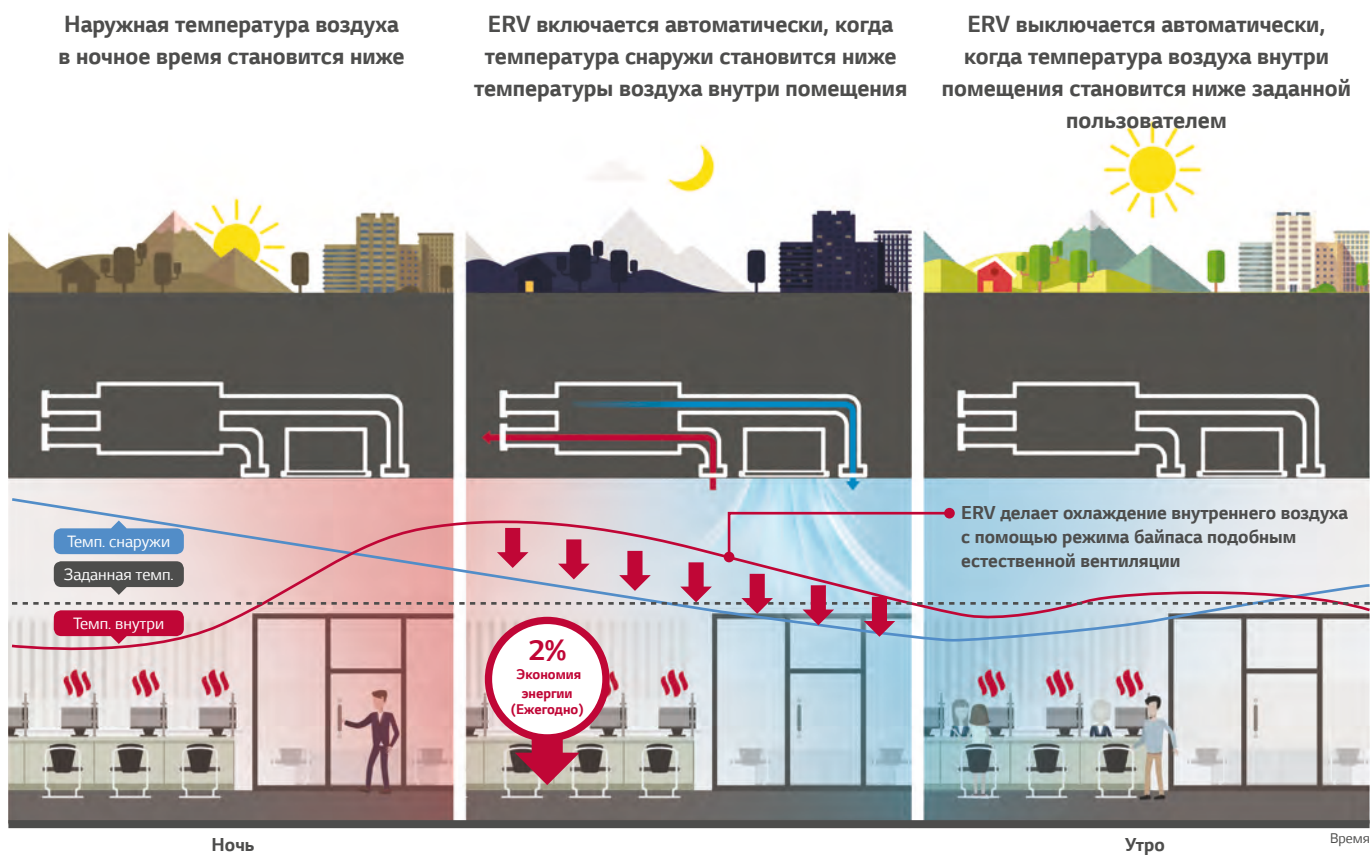 Наружная температура воздуха
в ночное время становится ниже
ERV включается автоматически, когда
температура снаружи становится ниже
температуры воздуха внутри помещения
ERV выключается автоматически,
когда температура воздуха внутри
помещения становится ниже заданной
пользователем
Темп. снаружи
Заданная темп.
Темп. внутри
2%
Экономия
энергии
(Ежегодно)
ERV делает охлаждение внутреннего воздуха
с помощью режима байпаса подобным
естественной вентиляции
Ночь
Утро
Время